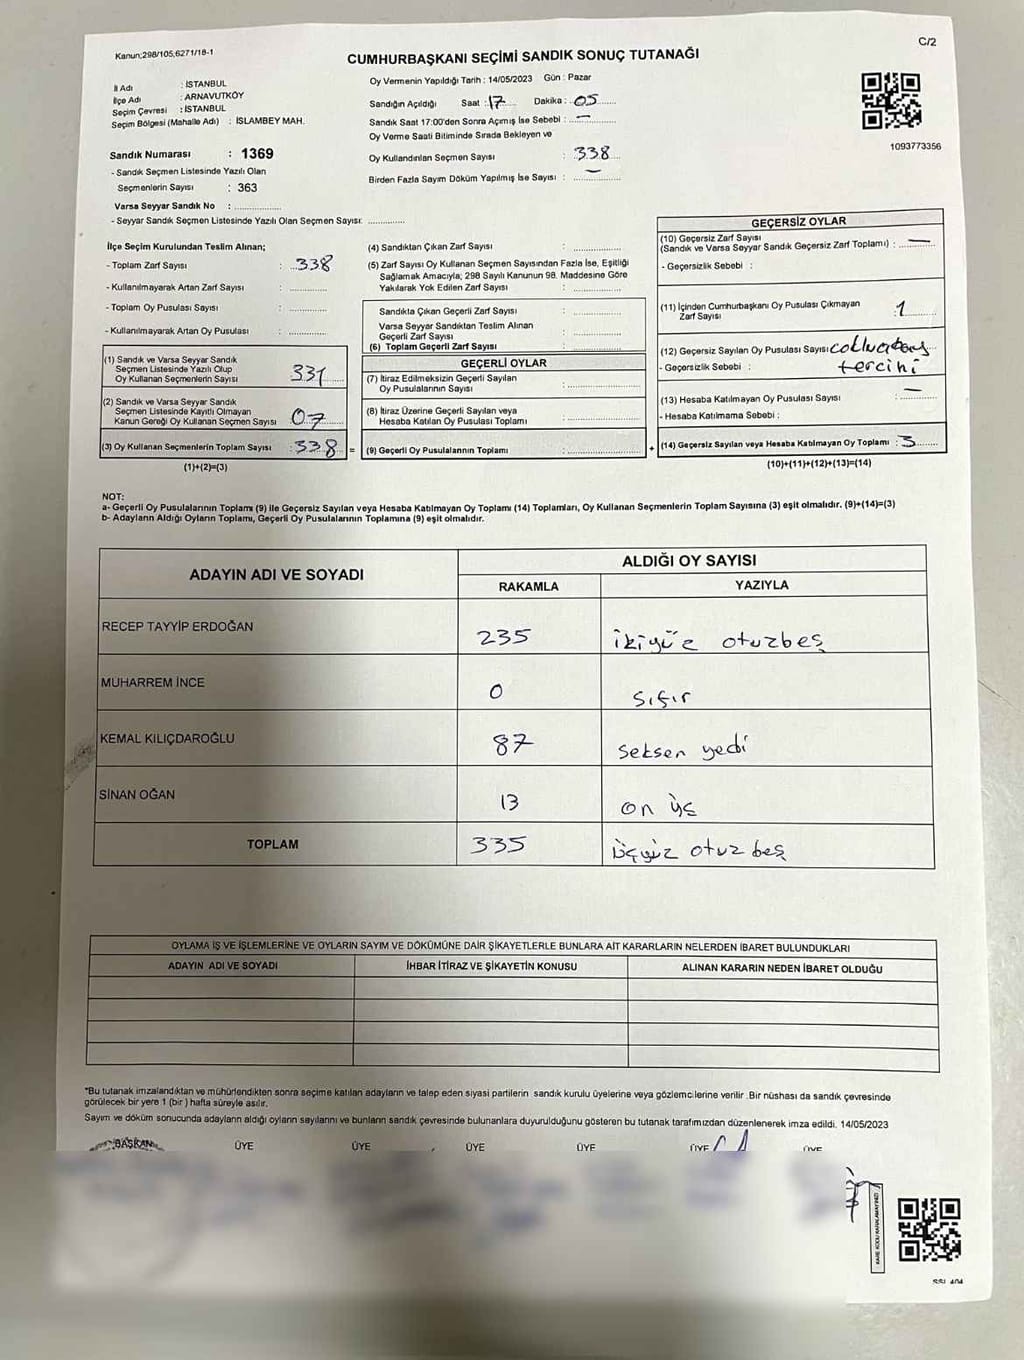 Kanun:298/105,6271/18-1
C/2
CUMHURBAŞKANI SEÇİMİ SANDIK SONUÇ TUTANAĞI
İl Adı : İSTANBUL
İlçe Adı : ARNAVUTKÖY
Seçim Çevresi : İSTANBUL
Seçim Bölgesi (Mahalle Adı) : İSLAMBEY MAH.
Oy Vermenin Yapıldığı Tarih : 14/05/2023 Gün : Pazar
Sandığın Açıldığı Saat : 17 Dakika : 05
Sandık Saat 17:00'den Sonra Açmış İse Sebebi : —
Oy Verme Saati Bitiminde Sırada Bekleyen ve
Oy Kullandırılan Seçmen Sayısı : 338
Birden Fazla Sayım Döküm Yapılmış İse Sayısı : —
1093773356
Sandık Numarası : 1369
- Sandık Seçmen Listesinde Yazılı Olan
Seçmenlerin Sayısı : 363
Varsa Seyyar Sandık No :
- Seyyar Sandık Seçmen Listesinde Yazılı Olan Seçmen Sayısı:
İlçe Seçim Kurulundan Teslim Alınan;
- Toplam Zarf Sayısı : 338
- Kullanılmayarak Artan Zarf Sayısı :
- Toplam Oy Pusulası Sayısı :
- Kullanılmayarak Artan Oy Pusulası :
(1) Sandık ve Varsa Seyyar Sandık
Seçmen Listesinde Yazılı Olup
Oy Kullanan Seçmenlerin Sayısı 331
(2) Sandık ve Varsa Seyyar Sandık
Seçmen Listesinde Kayıtlı Olmayan
Kanun Gereği Oy Kullanan Seçmen Sayısı 07
(3) Oy Kullanan Seçmenlerin Toplam Sayısı : 338 =
(1)+(2)=(3)
(4) Sandıktan Çıkan Zarf Sayısı :
(5) Zarf Sayısı Oy Kullanan Seçmen Sayısından Fazla İse, Eşitliği
Sağlamak Amacıyla; 298 Sayılı Kanunun 98. Maddesine Göre
Yakılarak Yok Edilen Zarf Sayısı :
Sandıkta Çıkan Geçerli Zarf Sayısı :
Varsa Seyyar Sandıktan Teslim Alınan
Geçerli Zarf Sayısı :
(6) Toplam Geçerli Zarf Sayısı :
GEÇERLİ OYLAR
(7) İtiraz Edilmeksizin Geçerli Sayılan
Oy Pusulalarının Sayısı :
(8) İtiraz Üzerine Geçerli Sayılan veya
Hesaba Katılan Oy Pusulası Toplamı :
(9) Geçerli Oy Pusulalarının Toplamı : +
GEÇERSİZ OYLAR
(10) Geçersiz Zarf Sayısı
(Sandık ve Varsa Seyyar Sandık Geçersiz Zarf Toplamı) : —
- Geçersizlik Sebebi :
(11) İçinden Cumhurbaşkanı Oy Pusulası Çıkmayan
Zarf Sayısı : 1
(12) Geçersiz Sayılan Oy Pusulası Sayısı
- Geçersizlik Sebebi : tercini
(13) Hesaba Katılmayan Oy Pusulası Sayısı : —
- Hesaba Katılmama Sebebi :
(14) Geçersiz Sayılan veya Hesaba Katılmayan Oy Toplamı : 3
(10)+(11)+(12)+(13)=(14)
NOT:
a- Geçerli Oy Pusulalarının Toplamı (9) ile Geçersiz Sayılan veya Hesaba Katılmayan Oy Toplamı (14) Toplamları, Oy Kullanan Seçmenlerin Toplam Sayısına (3) eşit olmalıdır. (9)+(14)=(3)
b- Adayların Aldığı Oyların Toplamı, Geçerli Oy Pusulalarının Toplamına (9) eşit olmalıdır.
ADAYIN ADI VE SOYADI
ALDIĞI OY SAYISI
RAKAMLA YAZIYLA
RECEP TAYYİP ERDOĞAN 235 ikiyüz otuzbeş
MUHARREM İNCE 0 Sıfır
KEMAL KILIÇDAROĞLU 87 Seksen yedi
SİNAN OĞAN 13 on üç
TOPLAM 335 üçyüz otuz beş
OYLAMA İŞ VE İŞLEMLERİNE VE OYLARIN SAYIM VE DÖKÜMÜNE DAİR ŞİKAYETLERLE BUNLARA AİT KARARLARIN NELERDEN İBARET BULUNDUKLARI
ADAYIN ADI VE SOYADI İHBAR İTİRAZ VE ŞİKAYETİN KONUSU ALINAN KARARIN NEDEN İBARET OLDUĞU
*Bu tutanak imzalandıktan ve mühürlendikten sonra seçime katılan adayların ve talep eden siyasi partilerin sandık kurulu üyelerine veya gözlemcilerine verilir .Bir nüshası da sandık çevresinde
görülecek bir yere 1 (bir) hafta süreyle asılır.
Sayım ve döküm sonucunda adayların aldığı oyların sayılarını ve bunların sandık çevresinde bulunanlara duyurulduğunu gösteren bu tutanak tarafımızdan düzenlenerek imza edildi. 14/05/2023
BAŞKAN ÜYE ÜYE ÜYE ÜYE ÜYE ÜYE